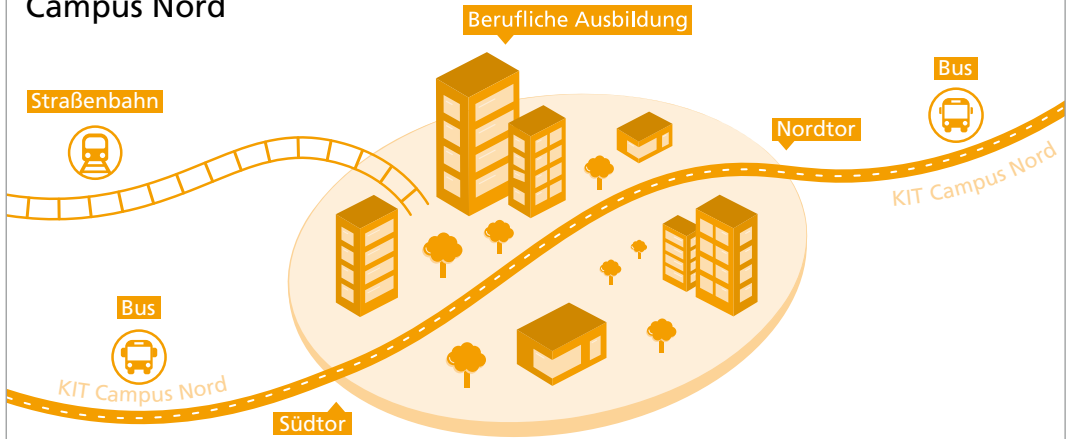 Campus Nord
Berufliche Ausbildung
Straßenbahn
Bus
Nordtor
KIT Campus Nord
Bus
KIT Campus Nord
Südtor